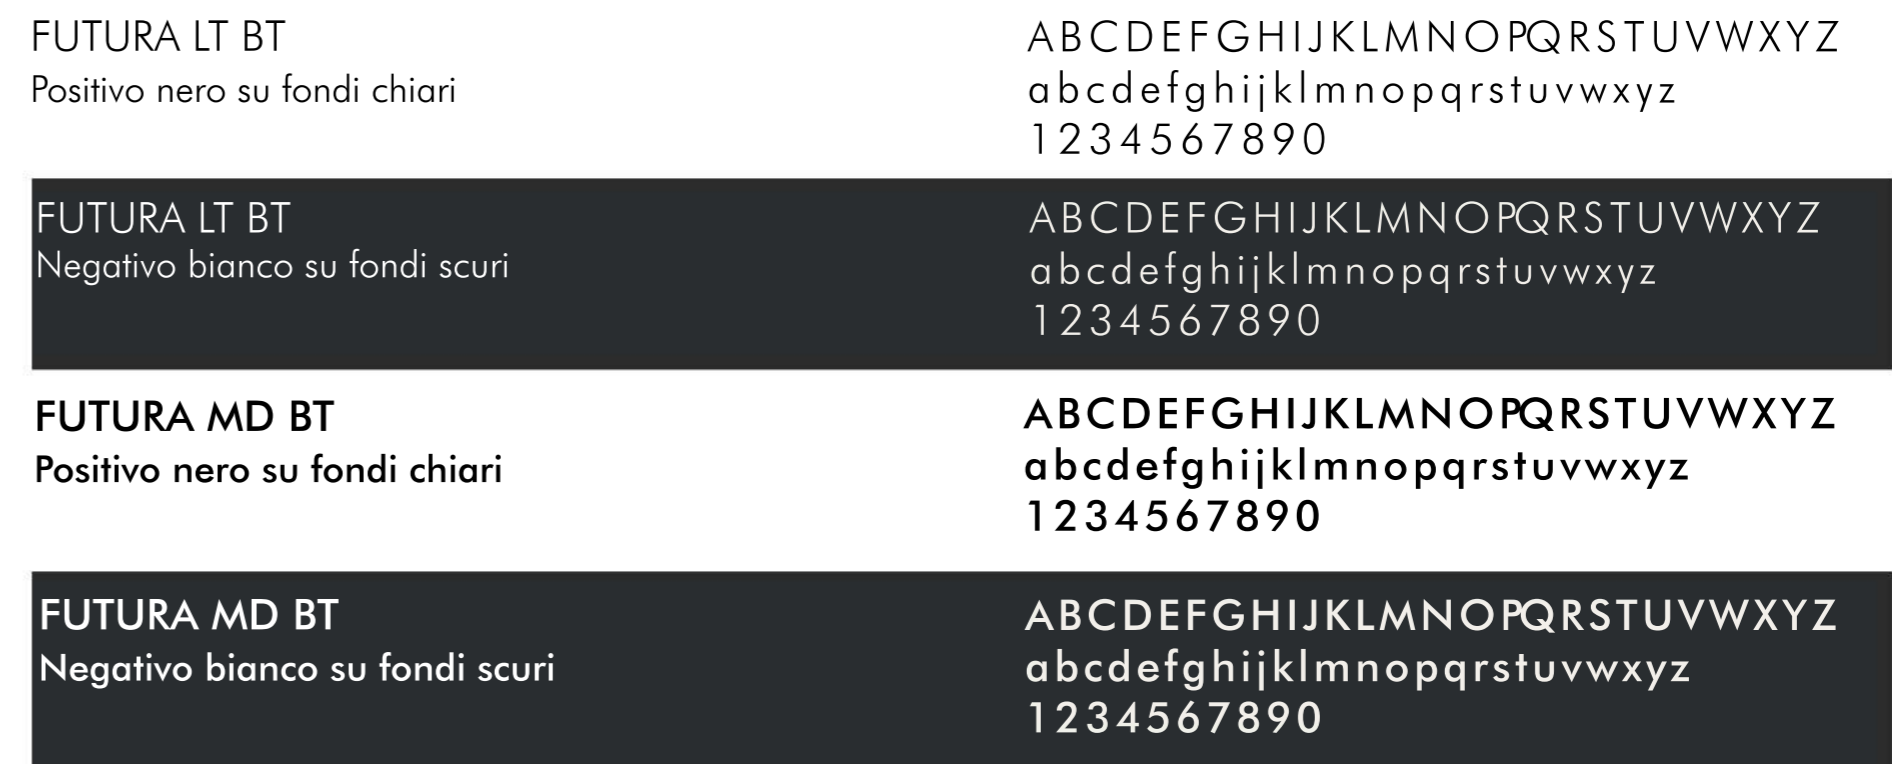 FUTURA LT BT
Positivo nero su fondi chiari
ABCDEFGHIJKLMNOPQRSTUVWXYZ
abcdefghijklmnopqrstuvwxyz
1234567890
FUTURA LT BT
Negativo bianco su fondi scuri
ABCDEFGHIJKLMNOPQRSTUVWXYZ
abcdefghijklmnopqrstuvwxyz
1234567890
FUTURA MD BT
Positivo nero su fondi chiari
ABCDEFGHIJKLMNOPQRSTUVWXYZ
abcdefghijklmnopqrstuvwxyz
1234567890
FUTURA MD BT
Negativo bianco su fondi scuri
ABCDEFGHIJKLMNOPQRSTUVWXYZ
abcdefghijklmnopqrstuvwxyz
1234567890